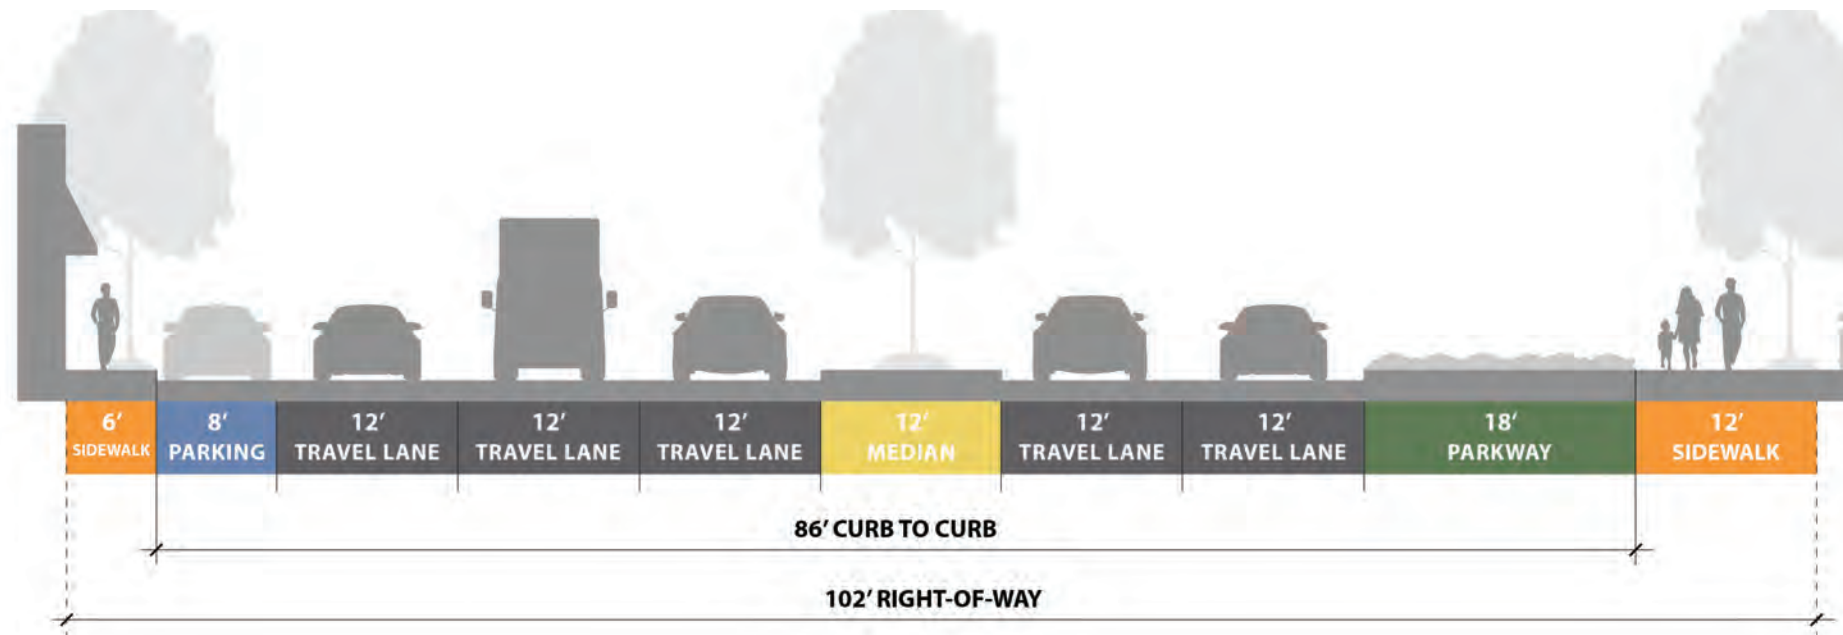 6′ 8′ 12′ 12′ 12′ 12′ 12′ 12′ 18′ 12′
SIDEWALK PARKING TRAVEL LANE TRAVEL LANE TRAVEL LANE MEDIAN TRAVEL LANE TRAVEL LANE PARKWAY SIDEWALK
86′ CURB TO CURB
102′ RIGHT-OF-WAY